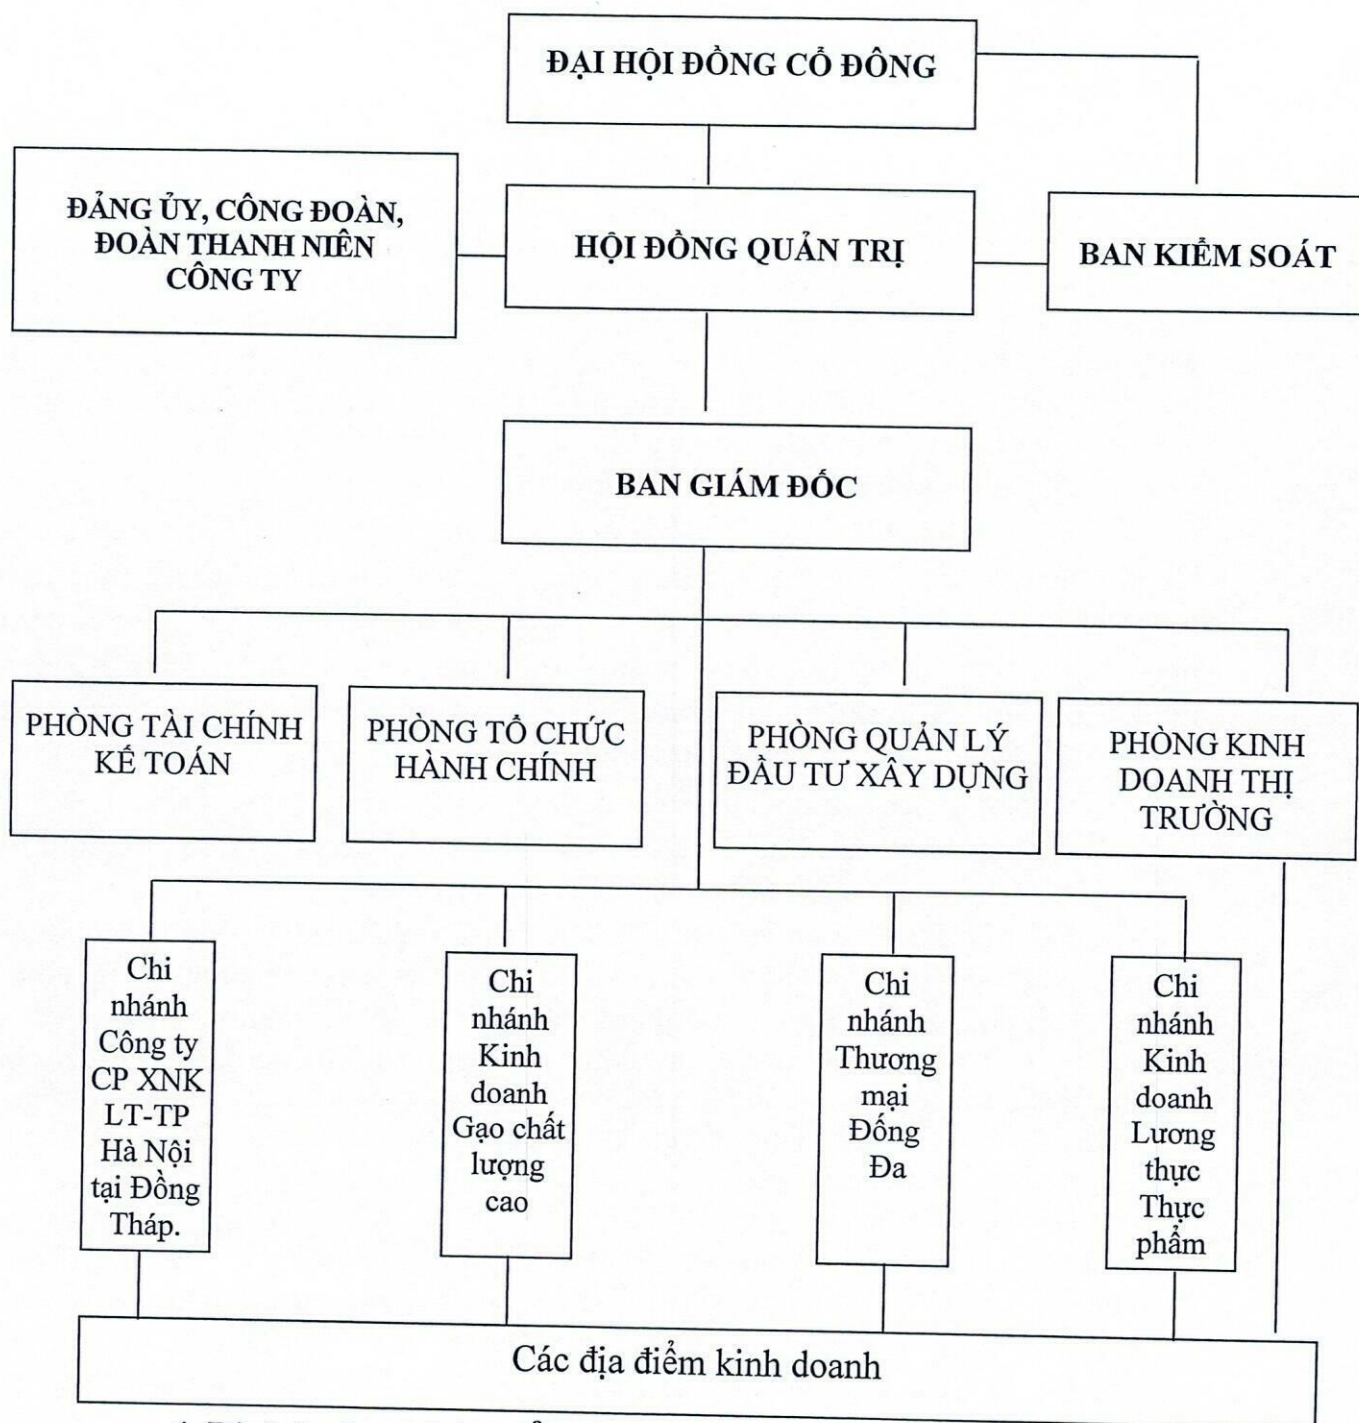 ĐẠI HỘI ĐỒNG CỔ ĐÔNG
ĐẢNG ỦY, CÔNG ĐOÀN,
ĐOÀN THANH NIÊN
CÔNG TY
HỘI ĐỒNG QUẢN TRỊ
BAN KIỂM SOÁT
BAN GIÁM ĐỐC
PHÒNG TÀI CHÍNH
KẾ TOÁN
PHÒNG TỔ CHỨC
HÀNH CHÍNH
PHÒNG QUẢN LÝ
ĐẦU TƯ XÂY DỰNG
PHÒNG KINH
DOANH THỊ
TRƯỜNG
Chi
nhánh
Công ty
CP XNK
LT-TP
Hà Nội
tại Đồng
Tháp.
Chi
nhánh
Kinh
doanh
Gạo chất
lượng
cao
Chi
nhánh
Thương
mại
Đống
Đa
Chi
nhánh
Kinh
doanh
Lương
thực
Thực
phẩm
Các địa điểm kinh doanh